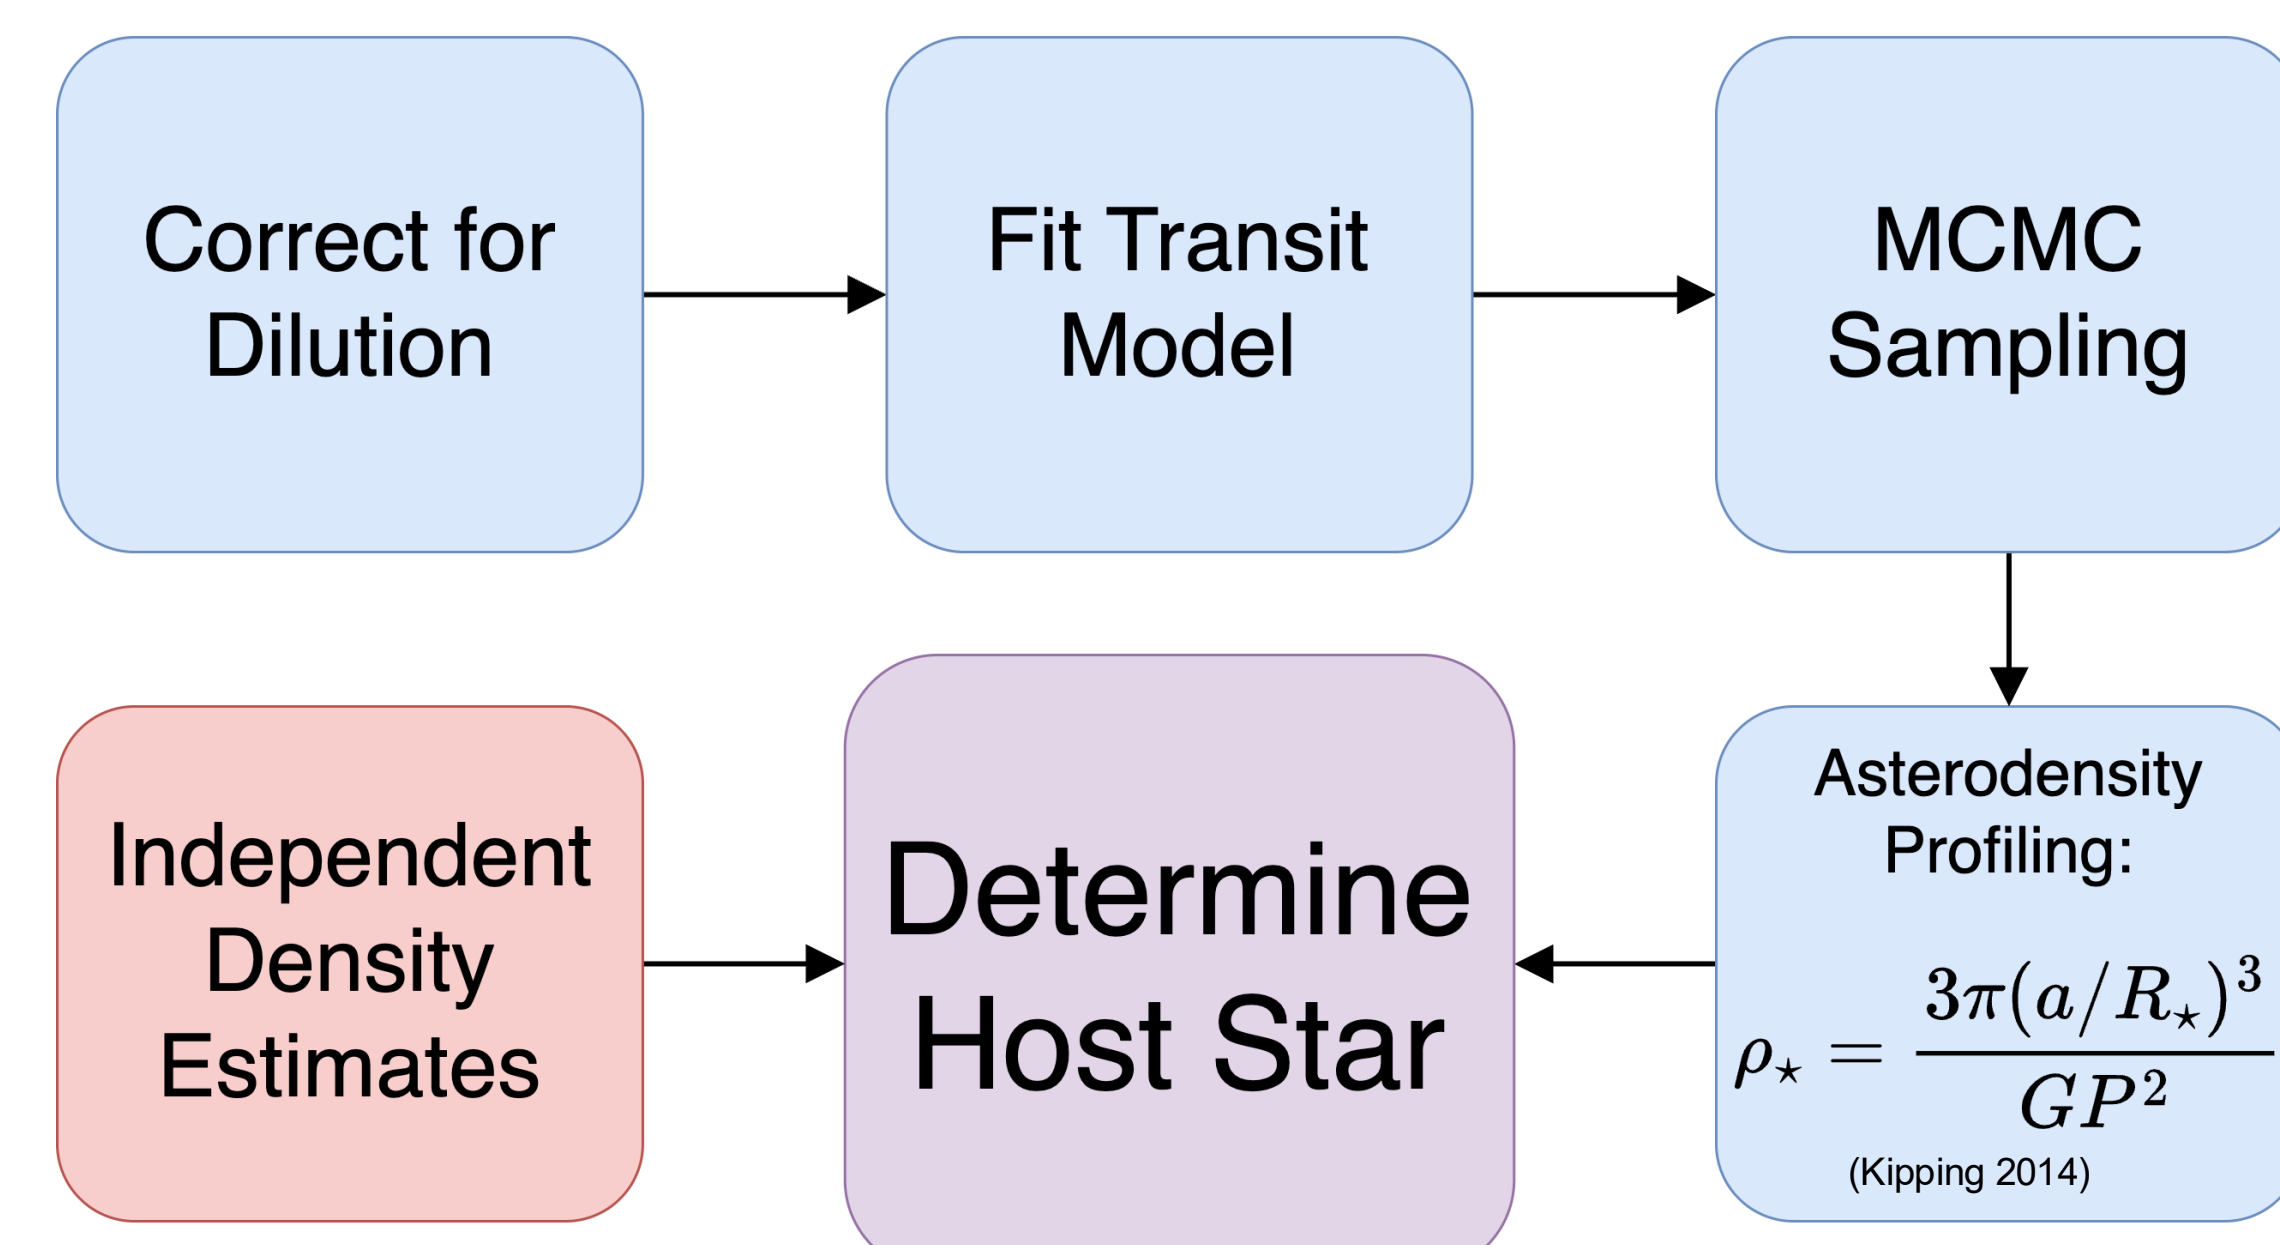 Correct for
Dilution
Fit Transit
Model
MCMC
Sampling
Independent
Density
Estimates
Determine
Host Star
Asterodensity
Profiling:
ρ⋆ = 3π(a/R⋆)³ / GP²
(Kipping 2014)